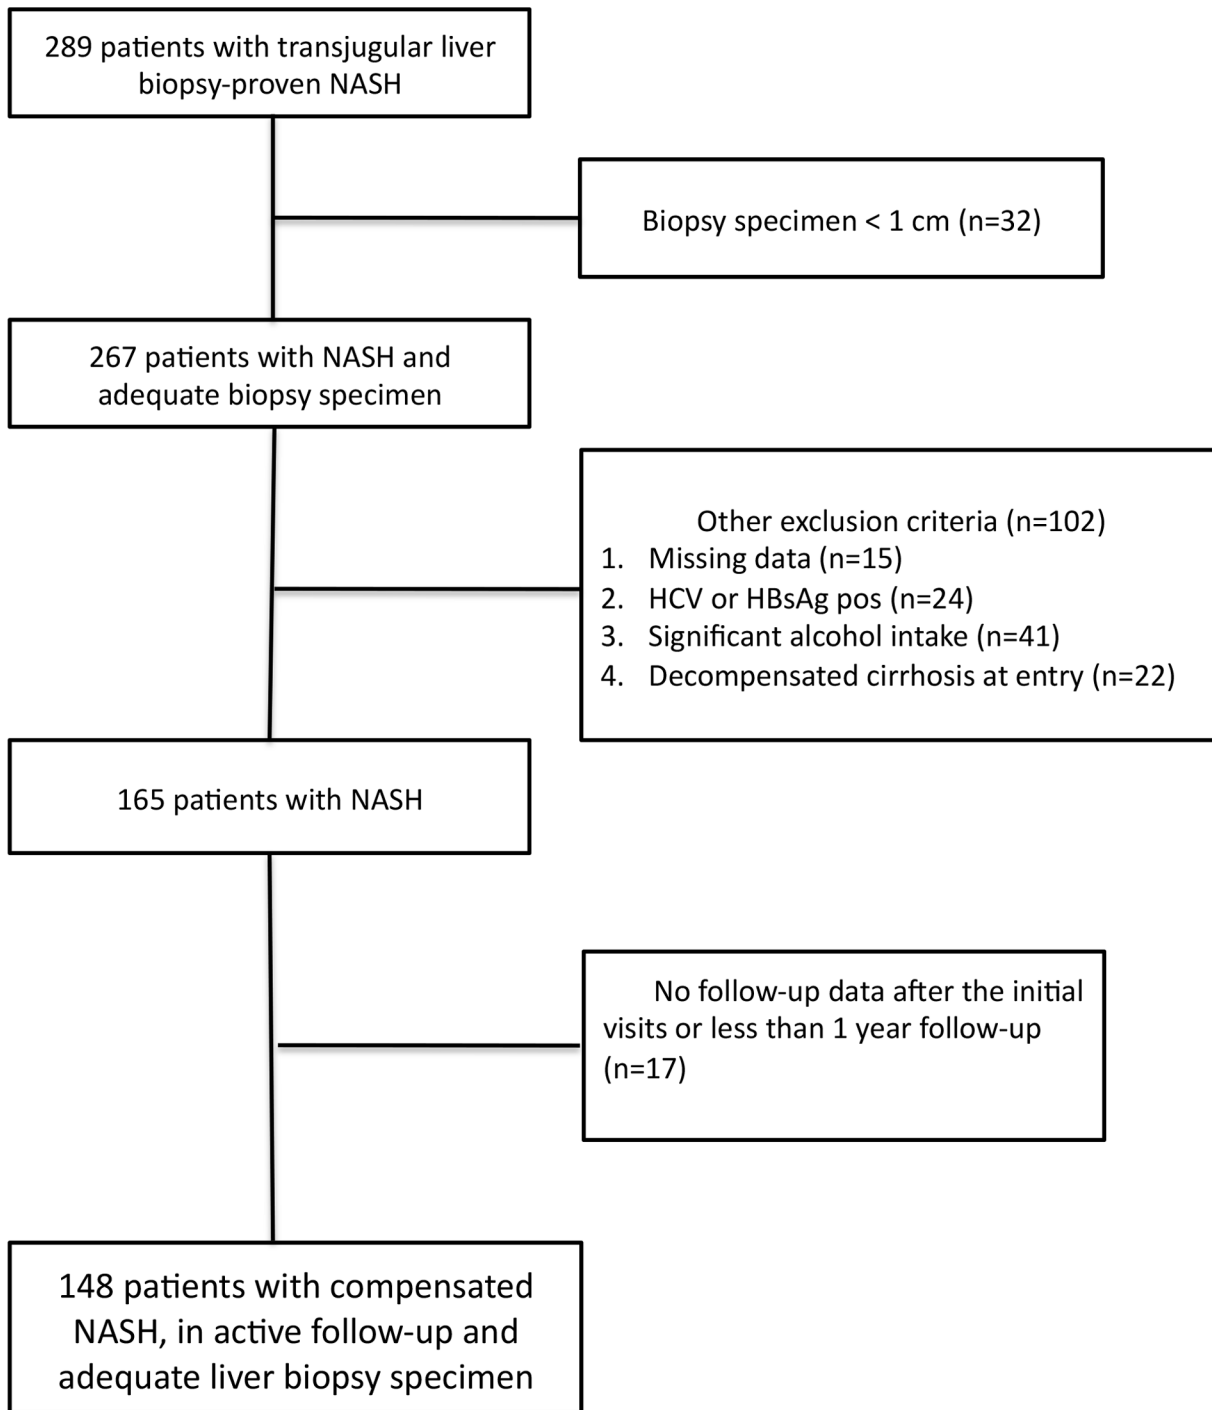 289 patients with transjugular liver
biopsy-proven NASH
Biopsy specimen < 1 cm (n=32)
267 patients with NASH and
adequate biopsy specimen
Other exclusion criteria (n=102)
1. Missing data (n=15)
2. HCV or HBsAg pos (n=24)
3. Significant alcohol intake (n=41)
4. Decompensated cirrhosis at entry (n=22)
165 patients with NASH
No follow-up data after the initial
visits or less than 1 year follow-up
(n=17)
148 patients with compensated
NASH, in active follow-up and
adequate liver biopsy specimen